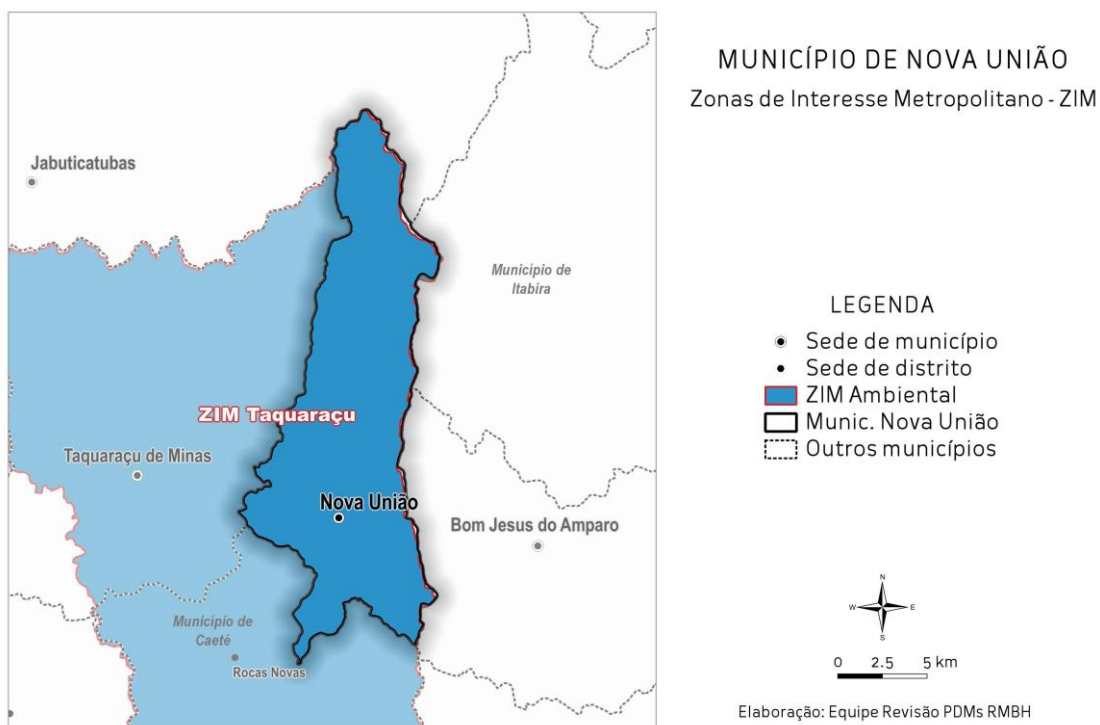 MUNICÍPIO DE NOVA UNIÃO
Zonas de Interesse Metropolitano - ZIM
Jabuticatubas
Município de
Itabira
ZIM Taquaraçu
Taquaraçu de Minas
Nova União
Bom Jesus do Amparo
Município de
Caeté
Rocas Novas
LEGENDA
Sede de município
Sede de distrito
ZIM Ambiental
Munic. Nova União
Outros municípios
N
W E
S
0 2.5 5 km
Elaboração: Equipe Revisão PDMs RMBH